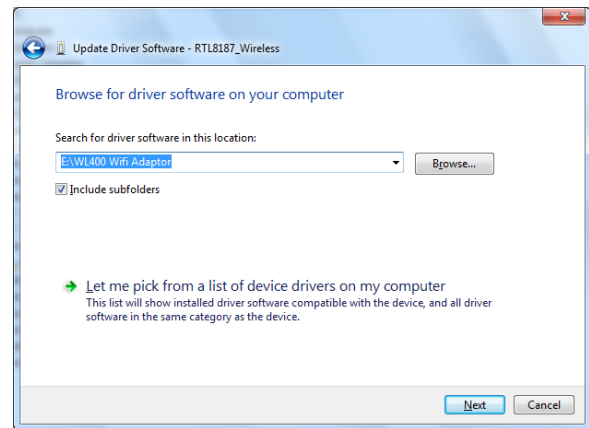 Update Driver Software - RTL8187_Wireless
Browse for driver software on your computer
Search for driver software in this location:
E:\WL400 Wifi Adaptor
Browse...
Include subfolders
Let me pick from a list of device drivers on my computer
This list will show installed driver software compatible with the device, and all driver
software in the same category as the device.
Next
Cancel